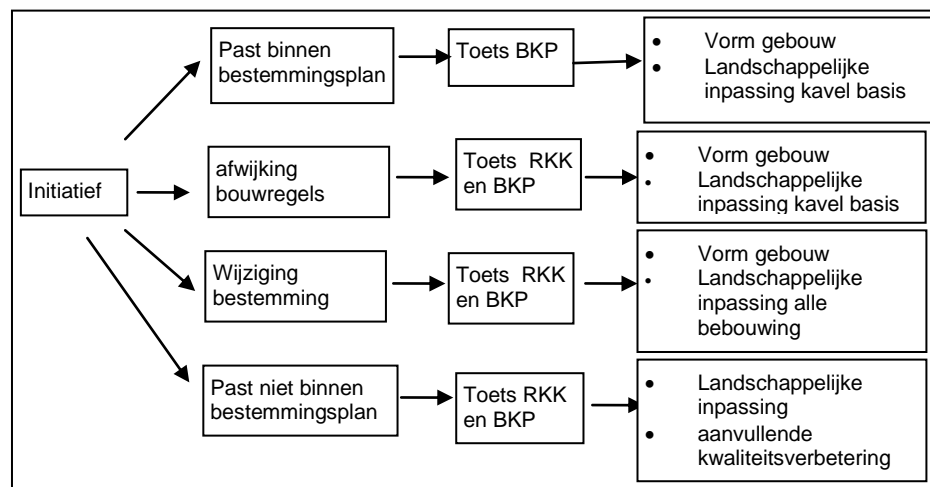 Past binnen
bestemmingsplan
Toets BKP
• Vorm gebouw
• Landschappelijke
inpassing kavel basis
Initiatief
afwijking
bouwregels
Toets RKK
en BKP
• Vorm gebouw
• Landschappelijke
inpassing kavel basis
Wijziging
bestemming
Toets RKK
en BKP
• Vorm gebouw
• Landschappelijke
inpassing alle
bebouwing
Past niet binnen
bestemmingsplan
Toets RKK
en BKP
• Landschappelijke
inpassing
• aanvullende
kwaliteitsverbetering